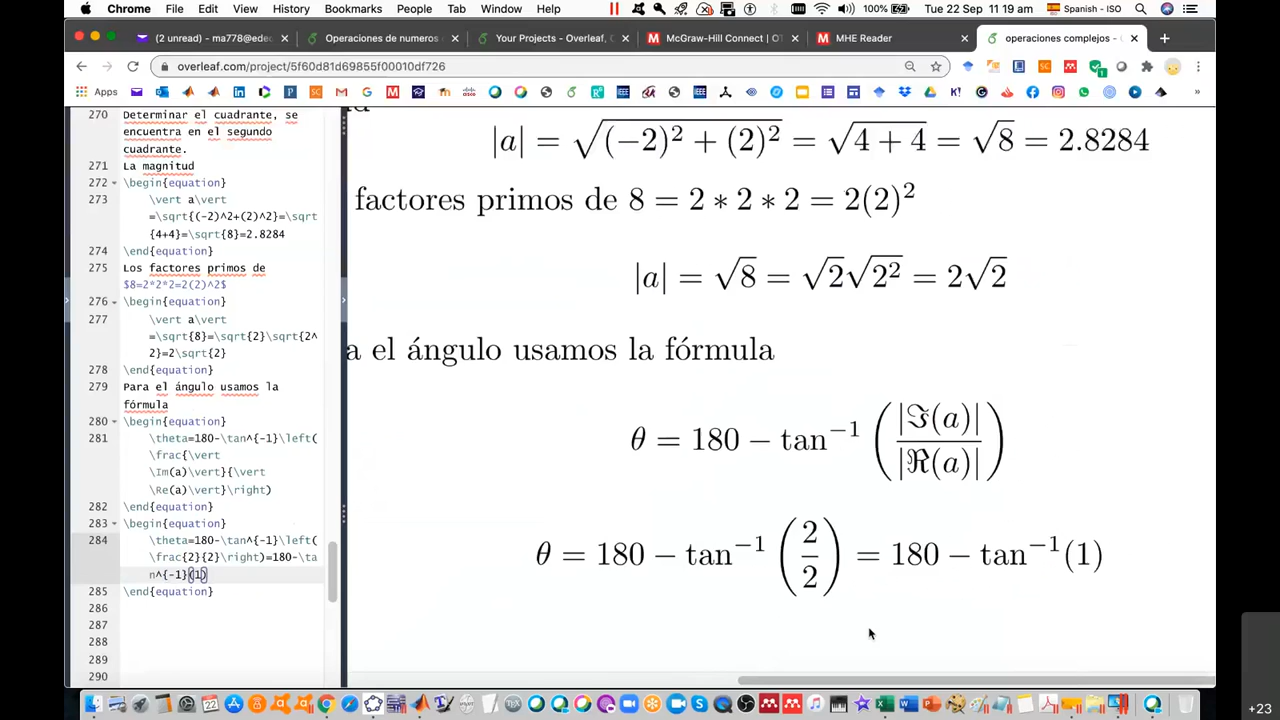 Chrome File Edit View History Bookmarks People Tab Window Help 100% Tue 22 Sep 11:19 am Spanish - ISO
(2 unread) - ma778@ede Operaciones de numeros Your Projects - Overleaf, McGraw-Hill Connect | OT MHE Reader operaciones complejos -
overleaf.com/project/5f60d81d69855f00010df726
Apps
270 Determinar el cuadrante, se
encuentra en el segundo
cuadrante.
271 La magnitud
272 \begin{equation}
273 \vert a\vert
=\sqrt{(-2)^2+(2)^2}=\sqrt
{4+4}=\sqrt{8}=2.8284
274 \end{equation}
275 Los factores primos de
$8=2*2*2=2(2)^2$
276 \begin{equation}
277 \vert a\vert
=\sqrt{8}=\sqrt{2}\sqrt{2^
2}=2\sqrt{2}
278 \end{equation}
279 Para el ángulo usamos la
fórmula
280 \begin{equation}
281 \theta=180-\tan^{-1}\left(
\frac{\vert
\Im(a)\vert}{\vert
\Re(a)\vert}\right)
282 \end{equation}
283 \begin{equation}
284 \theta=180-\tan^{-1}\left(
\frac{2}{2}\right)=180-\ta
n^{-1}(1)
285 \end{equation}
286
287
288
289
290
|a| = √(−2)² + (2)² = √4 + 4 = √8 = 2.8284
factores primos de 8 = 2 * 2 * 2 = 2(2)²
|a| = √8 = √2√2² = 2√2
a el ángulo usamos la fórmula
θ = 180 − tan⁻¹ (|ℑ(a)| / |ℜ(a)|)
θ = 180 − tan⁻¹ (2/2) = 180 − tan⁻¹(1)
+23